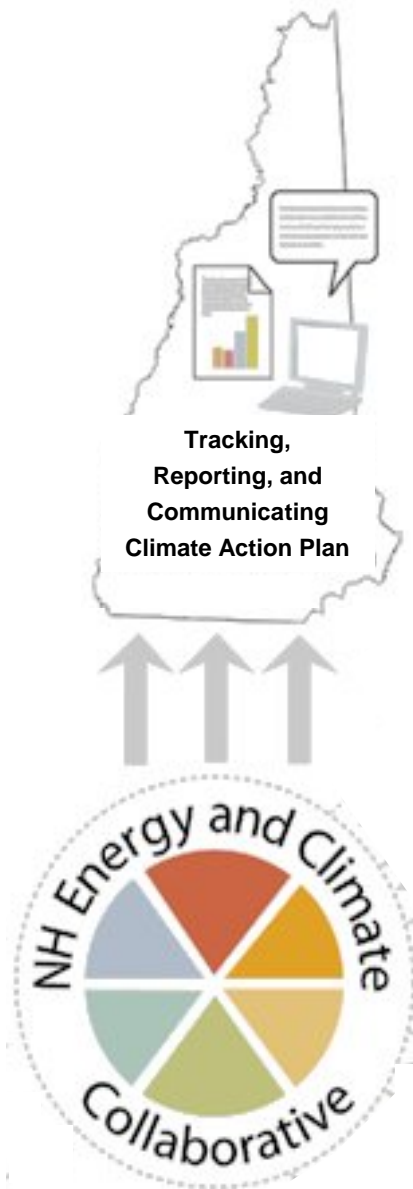 Tracking,
Reporting, and
Communicating
Climate Action Plan
NH Energy and Climate
Collaborative